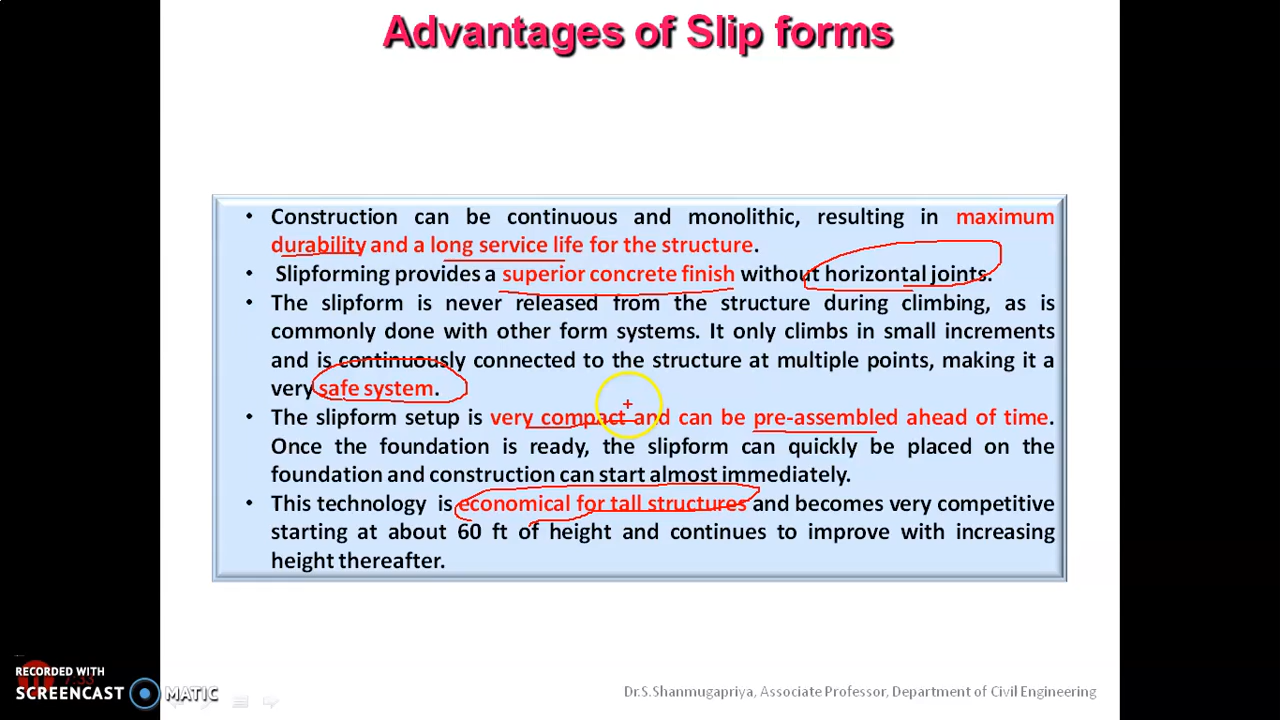 Advantages of Slip forms
• Construction can be continuous and monolithic, resulting in maximum
durability and a long service life for the structure.
• Slipforming provides a superior concrete finish without horizontal joints.
• The slipform is never released from the structure during climbing, as is
commonly done with other form systems. It only climbs in small increments
and is continuously connected to the structure at multiple points, making it a
very safe system.
• The slipform setup is very compact and can be pre-assembled ahead of time.
Once the foundation is ready, the slipform can quickly be placed on the
foundation and construction can start almost immediately.
• This technology is economical for tall structures and becomes very competitive
starting at about 60 ft of height and continues to improve with increasing
height thereafter.
RECORDED WITH
SCREENCAST MATIC
Dr.S.Shanmugapriya, Associate Professor, Department of Civil Engineering